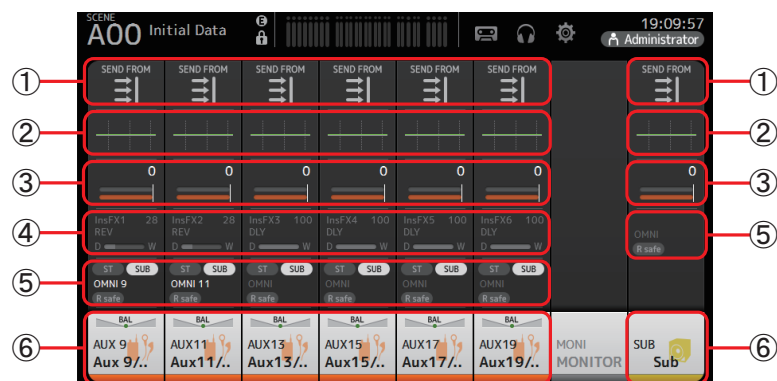 SCENE
A00 Initial Data
E
19:09:57
Administrator
① SEND FROM SEND FROM SEND FROM SEND FROM SEND FROM SEND FROM SEND FROM ①
② ②
③ 0 0 0 0 0 0 0 ③
④ InsFX1 28 InsFX2 28 InsFX3 100 InsFX4 100 InsFX5 100 InsFX6 100
REV REV DLY DLY DLY DLY
D W D W D W D W D W D W
OMNI ⑤
R safe
⑤ ST SUB ST SUB ST SUB ST SUB ST SUB ST SUB
OMNI 9 OMNI 11 OMNI OMNI OMNI OMNI
R safe R safe R safe R safe R safe R safe
BAL BAL BAL BAL BAL BAL
⑥ AUX 9 AUX11 AUX13 AUX15 AUX17 AUX19 MONI SUB ⑥
Aux 9/.. Aux11/.. Aux13/.. Aux15/.. Aux17/.. Aux19/.. MONITOR Sub